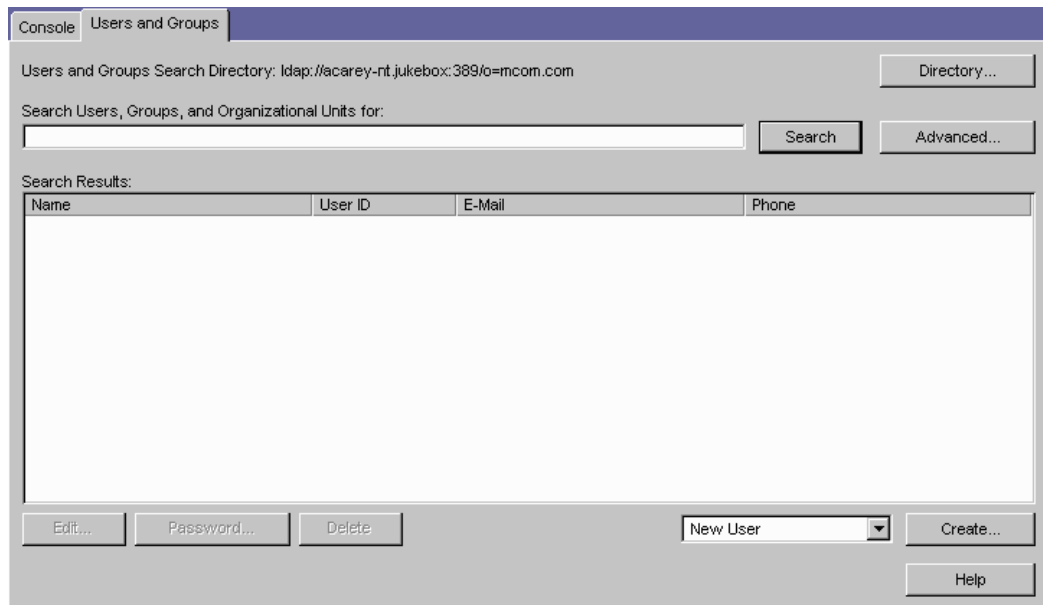 Console Users and Groups
Users and Groups Search Directory: ldap://acarey-nt.jukebox:389/o=mcom.com Directory...
Search Users, Groups, and Organizational Units for:
Search Advanced...
Search Results:
Name User ID E-Mail Phone
Edit... Password... Delete New User Create...
Help